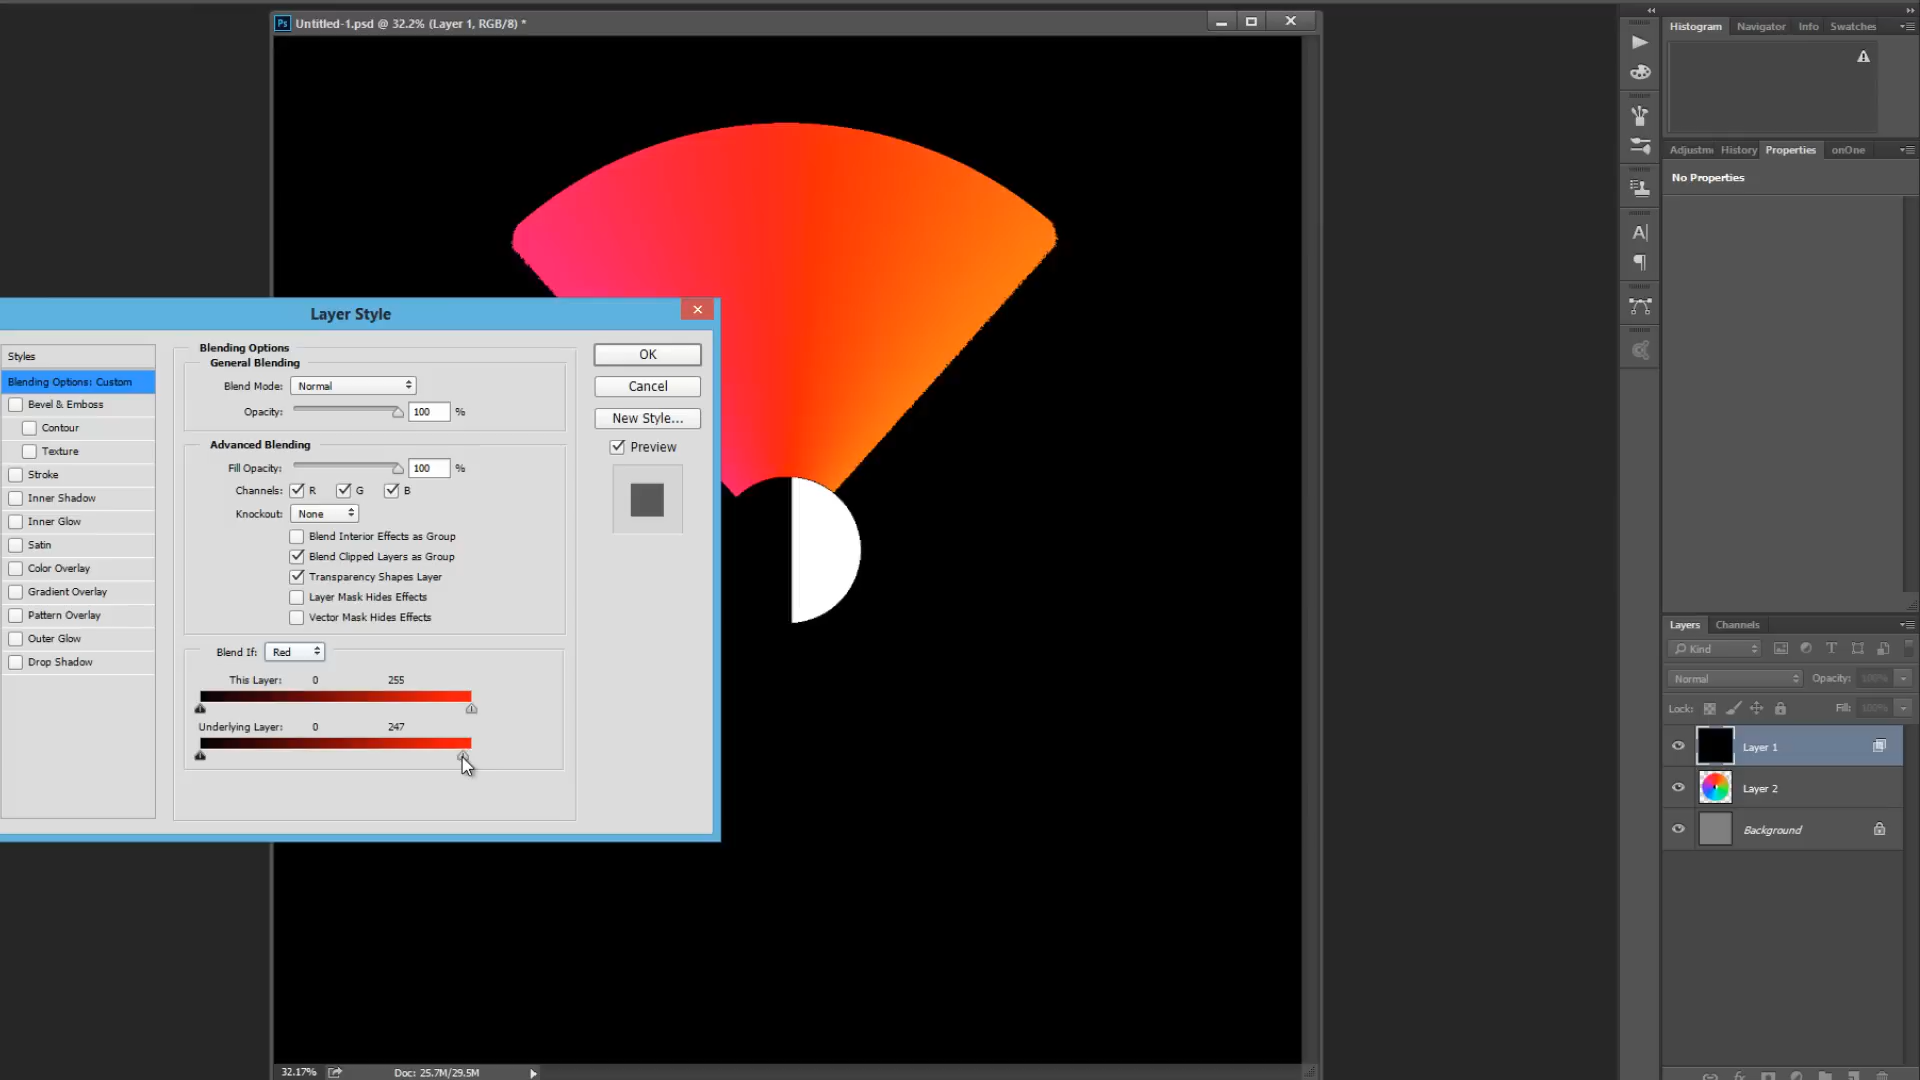 Ps Untitled-1.psd @ 32.2% (Layer 1, RGB/8) *
Histogram Navigator Info Swatches
Adjustm History Properties onOne
No Properties
Layer Style
Styles
Blending Options: Custom
Bevel & Emboss
Contour
Texture
Stroke
Inner Shadow
Inner Glow
Satin
Color Overlay
Gradient Overlay
Pattern Overlay
Outer Glow
Drop Shadow
Blending Options
General Blending
Blend Mode: Normal
Opacity: 100 %
Advanced Blending
Fill Opacity: 100 %
Channels: R G B
Knockout: None
Blend Interior Effects as Group
Blend Clipped Layers as Group
Transparency Shapes Layer
Layer Mask Hides Effects
Vector Mask Hides Effects
Blend If: Red
This Layer: 0 255
Underlying Layer: 0 247
OK
Cancel
New Style...
Preview
Layers Channels
Kind
Normal Opacity: 100%
Lock: Fill: 100%
Layer 1
Layer 2
Background
32.17% Doc: 25.7M/29.5M